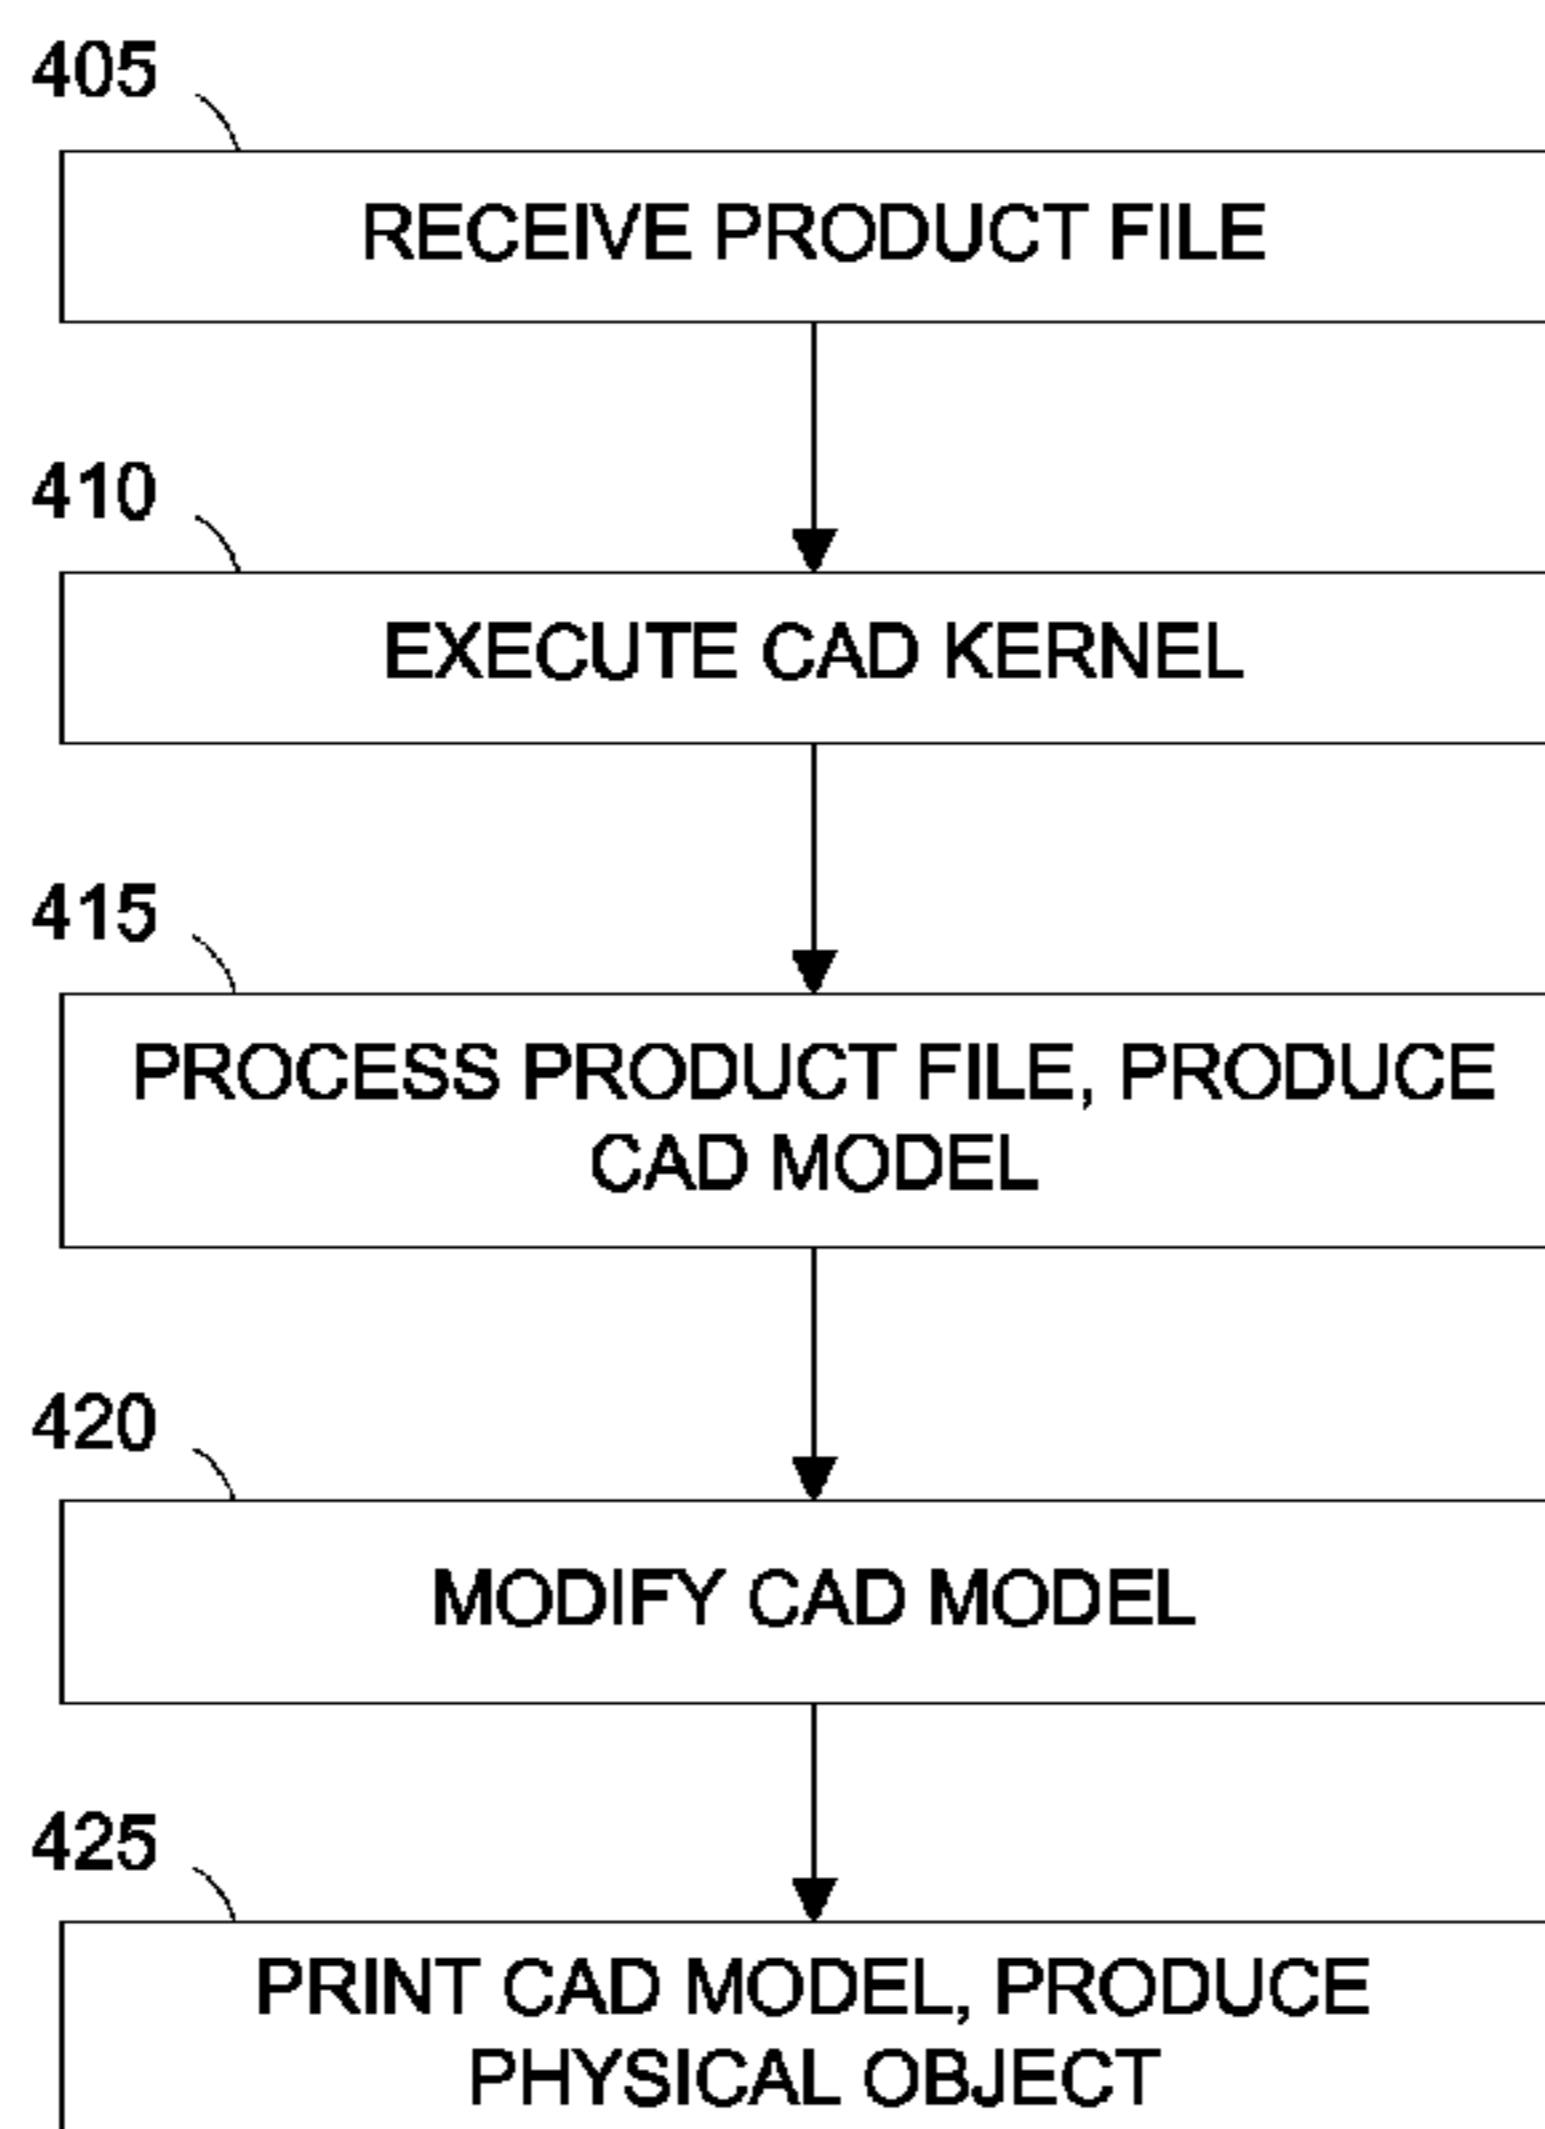 405
RECEIVE PRODUCT FILE
410
EXECUTE CAD KERNEL
415
PROCESS PRODUCT FILE, PRODUCE
CAD MODEL
420
MODIFY CAD MODEL
425
PRINT CAD MODEL, PRODUCE
PHYSICAL OBJECT